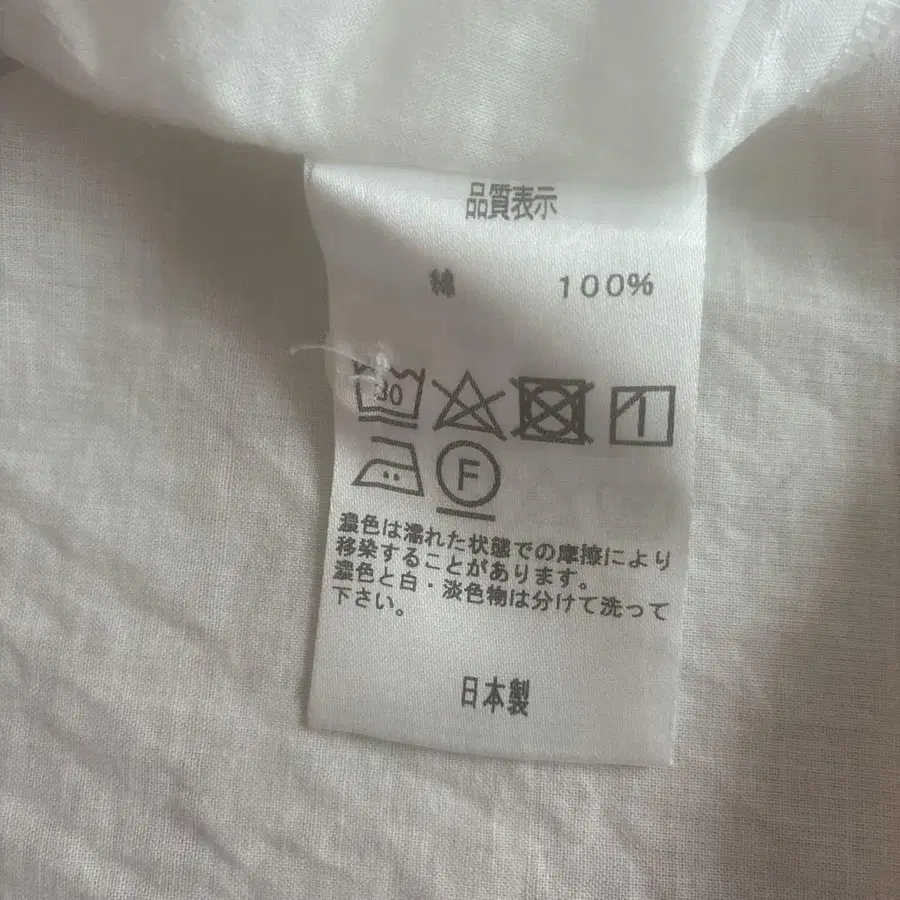 品質表示
綿 100%
30
F
濃色は濡れた状態での摩擦により
移染することがあります。
濃色と白・淡色物は分けて洗って
下さい。
日本製